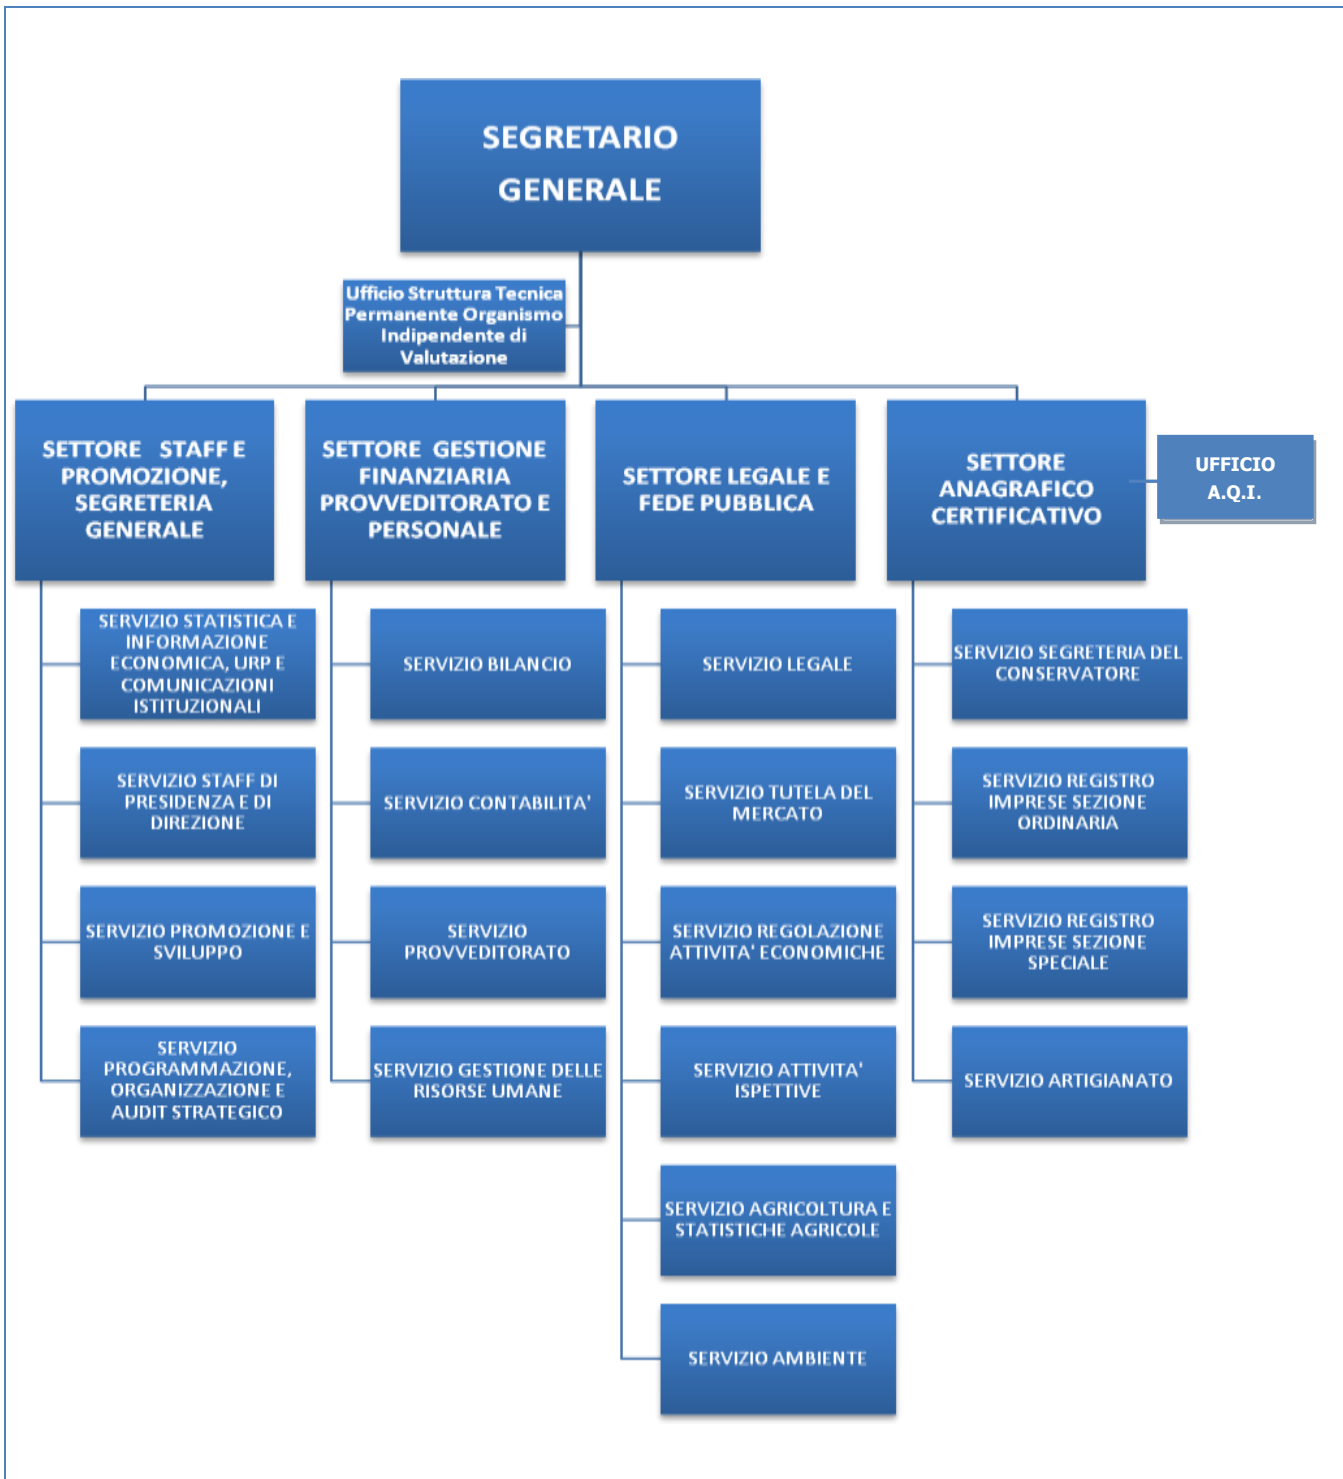 SEGRETARIO
GENERALE
Ufficio Struttura Tecnica
Permanente Organismo
Indipendente di
Valutazione
SETTORE STAFF E
PROMOZIONE,
SEGRETERIA
GENERALE
SETTORE GESTIONE
FINANZIARIA
PROVVEDITORATO E
PERSONALE
SETTORE LEGALE E
FEDE PUBBLICA
SETTORE
ANAGRAFICO
CERTIFICATIVO
UFFICIO
A.Q.I.
SERVIZIO STATISTICA E
INFORMAZIONE
ECONOMICA, URP E
COMUNICAZIONI
ISTITUZIONALI
SERVIZIO STAFF DI
PRESIDENZA E DI
DIREZIONE
SERVIZIO PROMOZIONE E
SVILUPPO
SERVIZIO
PROGRAMMAZIONE,
ORGANIZZAZIONE E
AUDIT STRATEGICO
SERVIZIO BILANCIO
SERVIZIO CONTABILITA'
SERVIZIO
PROVVEDITORATO
SERVIZIO GESTIONE DELLE
RISORSE UMANE
SERVIZIO LEGALE
SERVIZIO TUTELA DEL
MERCATO
SERVIZIO REGOLAZIONE
ATTIVITA' ECONOMICHE
SERVIZIO ATTIVITA'
ISPETTIVE
SERVIZIO AGRICOLTURA E
STATISTICHE AGRICOLE
SERVIZIO AMBIENTE
SERVIZIO SEGRETERIA DEL
CONSERVATORE
SERVIZIO REGISTRO
IMPRESE SEZIONE
ORDINARIA
SERVIZIO REGISTRO
IMPRESE SEZIONE
SPECIALE
SERVIZIO ARTIGIANATO